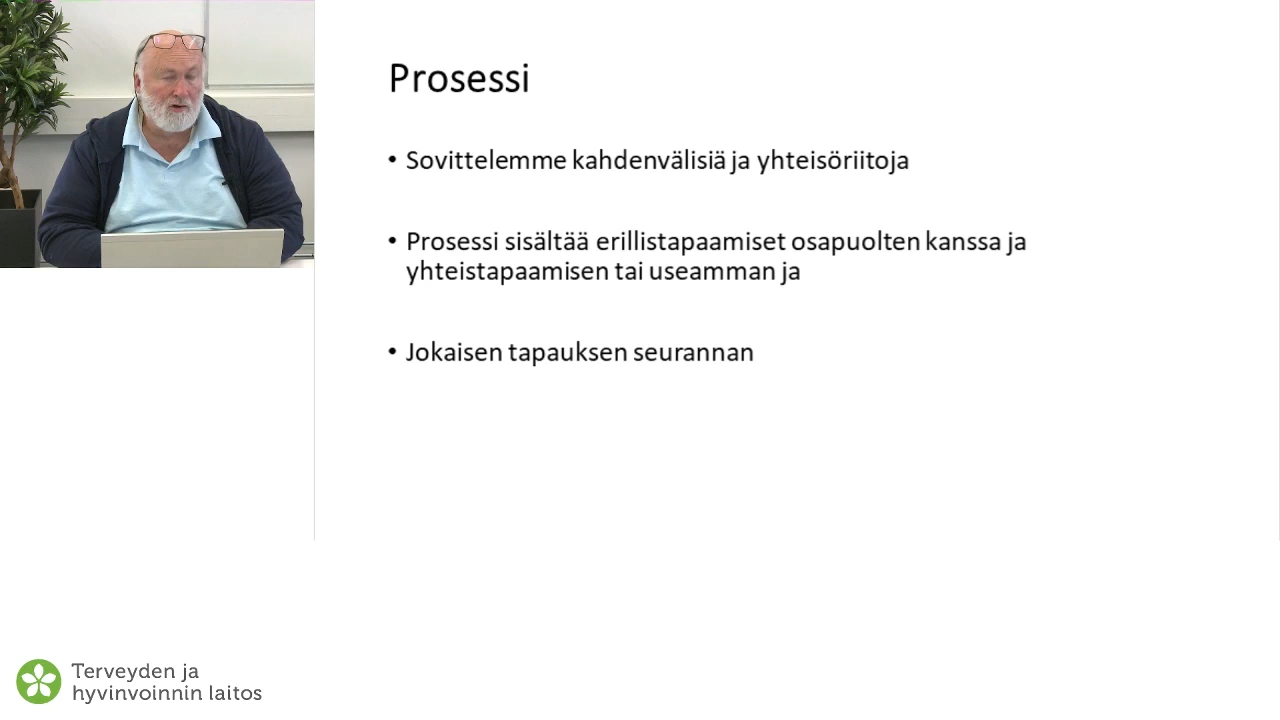 Prosessi
• Sovittelemme kahdenvälisiä ja yhteisöriitoja
• Prosessi sisältää erillistapaamiset osapuolten kanssa ja
yhteistapaamisen tai useamman ja
• Jokaisen tapauksen seurannan
Terveyden ja
hyvinvoinnin laitos